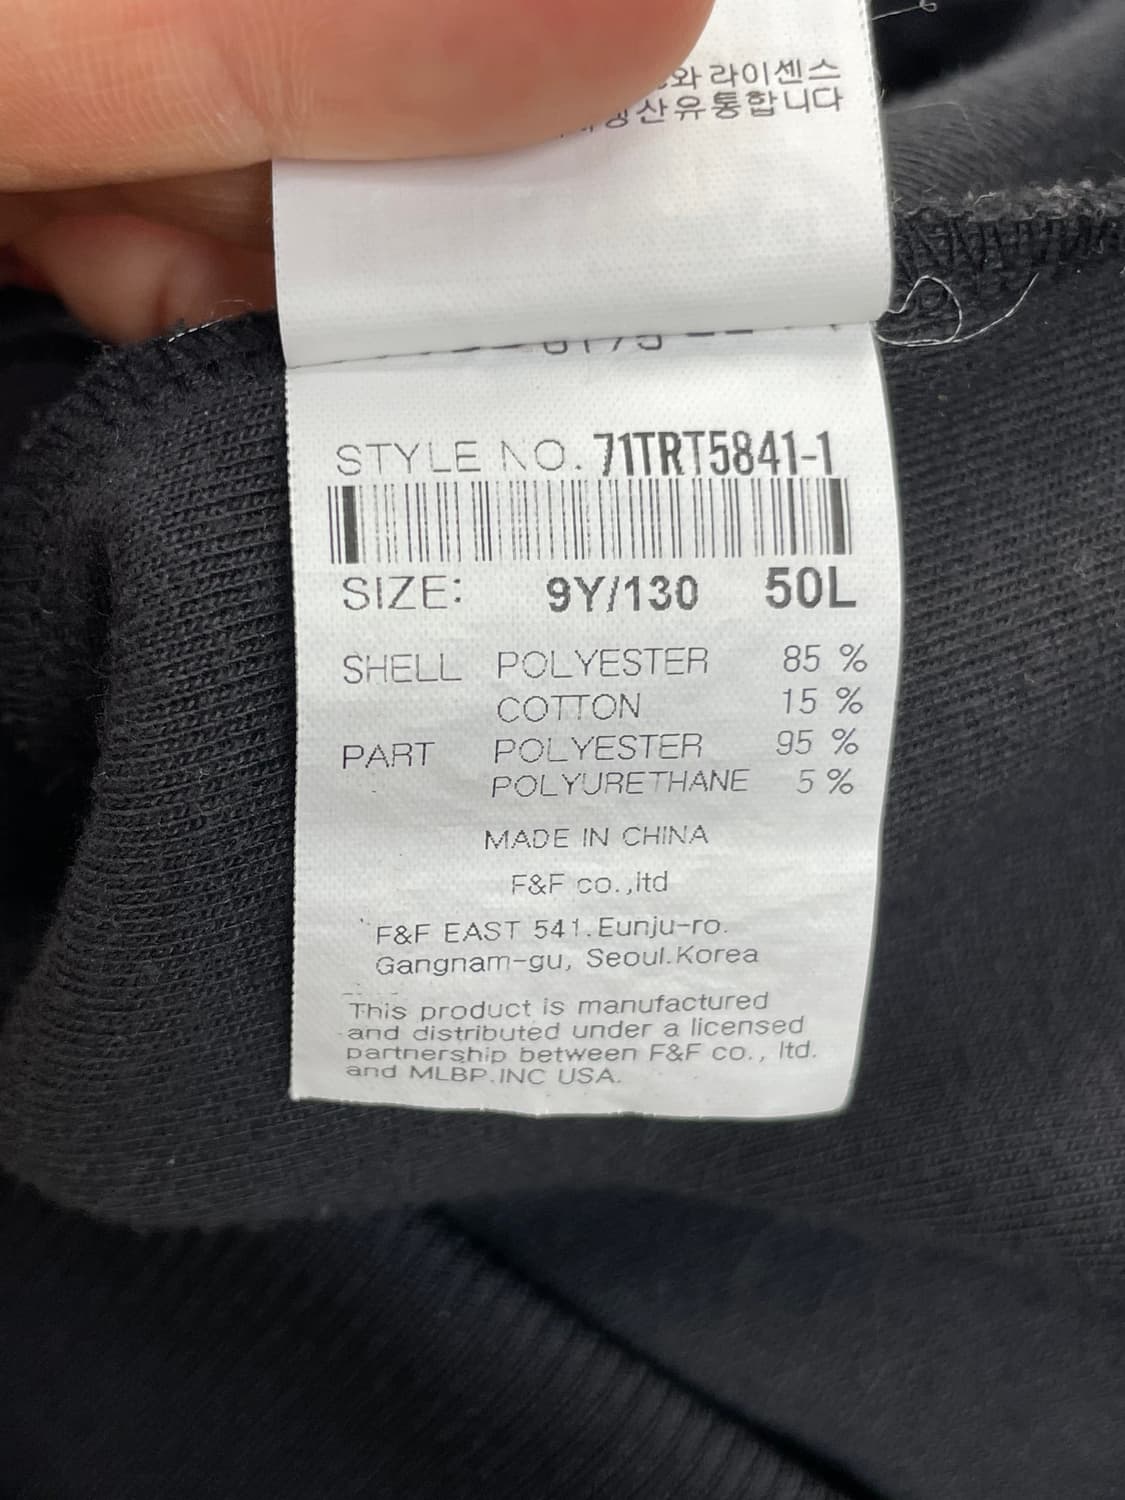 와 라이센스
산유통합니다
STYLE NO. 71TRT5841-1
SIZE: 9Y/130 50L
SHELL POLYESTER 85 %
COTTON 15 %
PART POLYESTER 95 %
POLYURETHANE 5 %
MADE IN CHINA
F&F co.,ltd
F&F EAST 541.Eunju-ro.
Gangnam-gu, Seoul.Korea
This product is manufactured
and distributed under a licensed
partnership between F&F co., ltd.
and MLBP.INC USA.